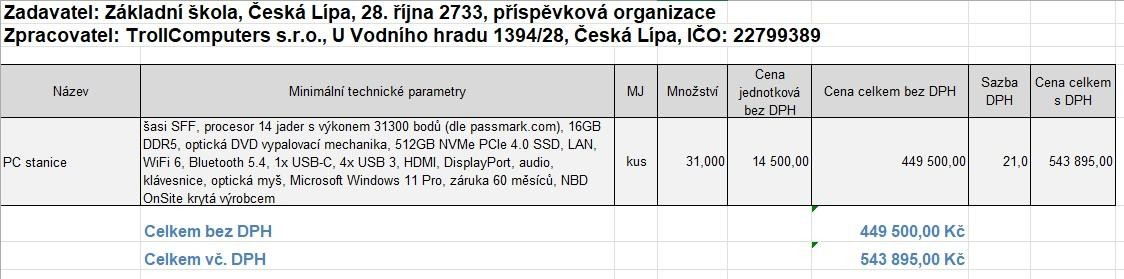 Zadavatel: Základní škola, Česká Lípa, 28. října 2733, příspěvková organizace
Zpracovatel: TrollComputers s.r.o., U Vodního hradu 1394/28, Česká Lípa, IČO: 22799389
Název Minimální technické parametry MJ Množství Cena jednotková bez DPH Cena celkem bez DPH Sazba DPH Cena celkem s DPH
šasi SFF, procesor 14 jader s výkonem 31300 bodů (dle passmark.com), 16GB
DDR5, optická DVD vypalovací mechanika, 512GB NVMe PCIe 4.0 SSD, LAN,
PC stanice WiFi 6, Bluetooth 5.4, 1x USB-C, 4x USB 3, HDMI, DisplayPort, audio, kus 31,000 14 500,00 449 500,00 21,0 543 895,00
klávesnice, optická myš, Microsoft Windows 11 Pro, záruka 60 měsíců, NBD
OnSite krytá výrobcem
Celkem bez DPH 449 500,00 Kč
Celkem vč. DPH 543 895,00 Kč